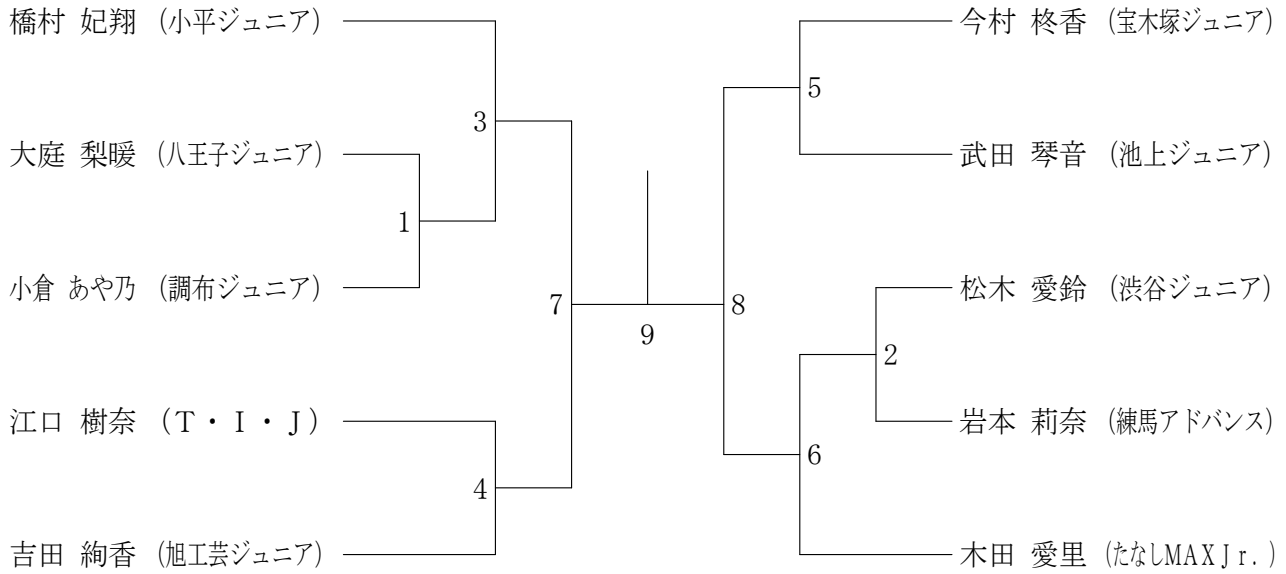 橋村 妃翔 (小平ジュニア)
大庭 梨暖 (八王子ジュニア)
小倉 あや乃 (調布ジュニア)
江口 樹奈 (T・I・J)
吉田 絢香 (旭工芸ジュニア)
3
1
7
4
9
8
5
2
6
今村 柊香 (宝木塚ジュニア)
武田 琴音 (池上ジュニア)
松木 愛鈴 (渋谷ジュニア)
岩本 莉奈 (練馬アドバンス)
木田 愛里 (たなしMAXJr.)